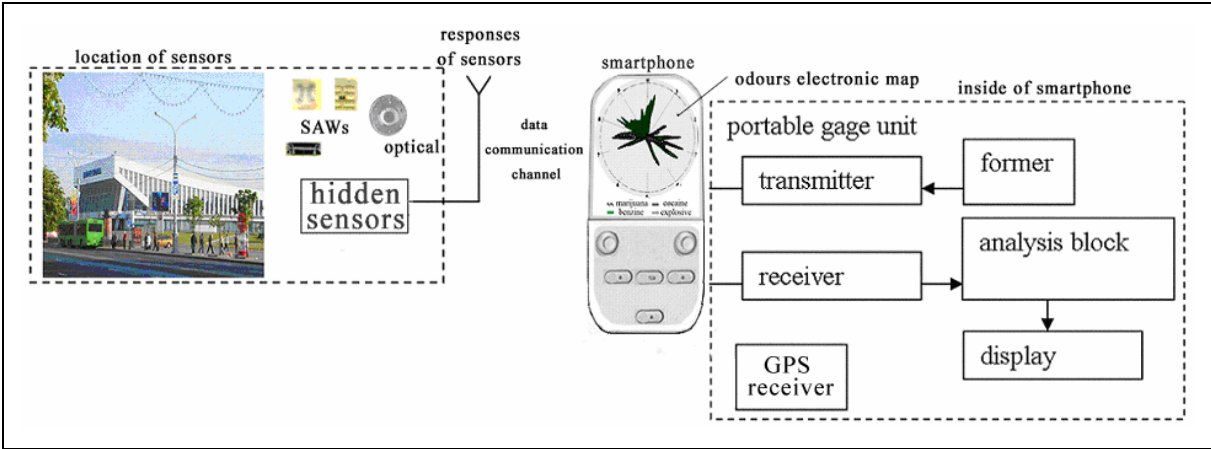 location of sensors
SAWs
optical
hidden
sensors
responses
of sensors
data
communication
channel
smartphone
marijuana
cocaine
benzine
explosive
odours electronic map
inside of smartphone
portable gage unit
transmitter
former
receiver
analysis block
display
GPS
receiver